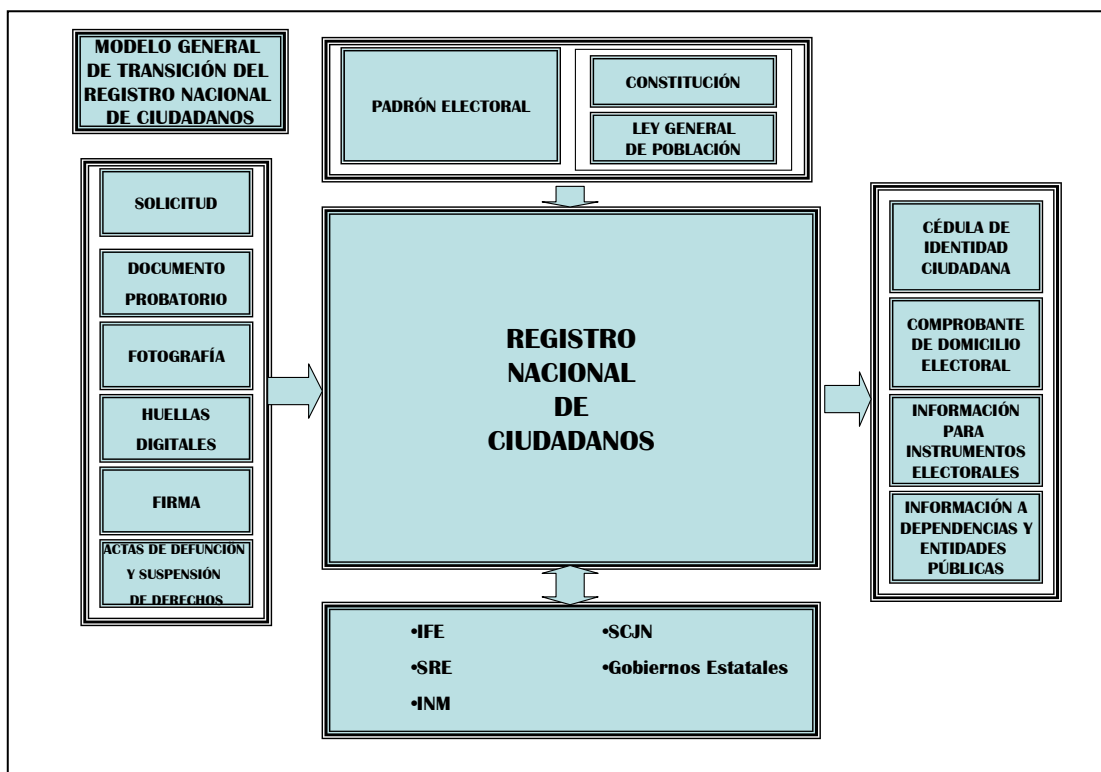 MODELO GENERAL
DE TRANSICIÓN DEL
REGISTRO NACIONAL
DE CIUDADANOS
PADRÓN ELECTORAL
CONSTITUCIÓN
LEY GENERAL
DE POBLACIÓN
SOLICITUD
DOCUMENTO
PROBATORIO
FOTOGRAFÍA
HUELLAS
DIGITALES
FIRMA
ACTAS DE DEFUNCIÓN
Y SUSPENSIÓN
DE DERECHOS
REGISTRO
NACIONAL
DE
CIUDADANOS
CÉDULA DE
IDENTIDAD
CIUDADANA
COMPROBANTE
DE DOMICILIO
ELECTORAL
INFORMACIÓN
PARA
INSTRUMENTOS
ELECTORALES
INFORMACIÓN A
DEPENDENCIAS Y
ENTIDADES
PÚBLICAS
•IFE
•SRE
•INM
•SCJN
•Gobiernos Estatales